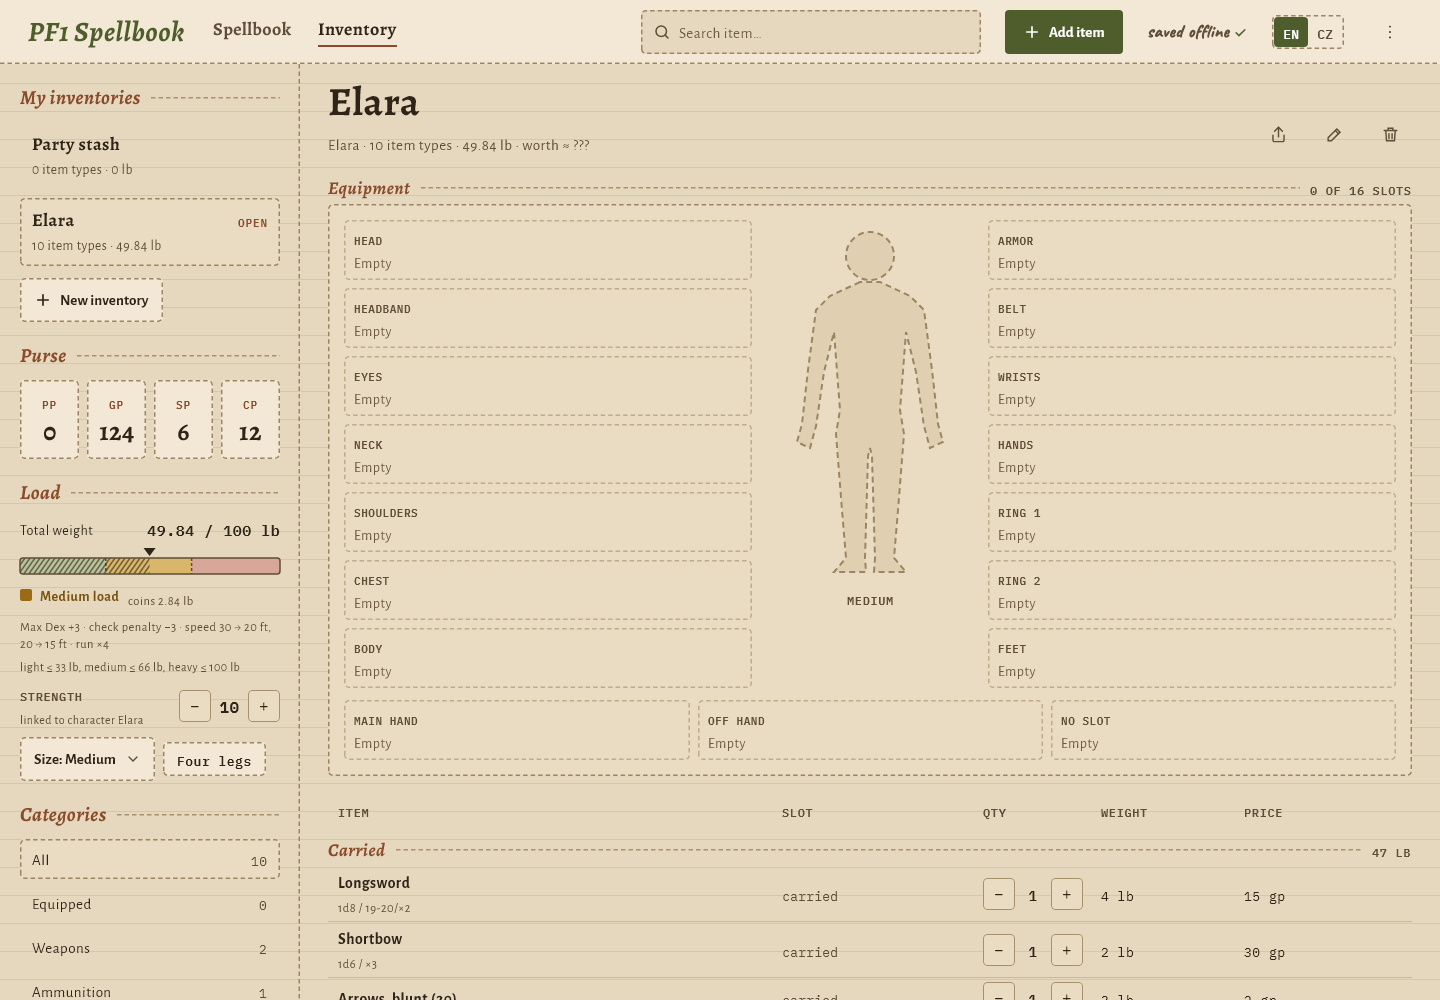 PF1 Spellbook
Spellbook
Inventory
Search item...
Add item
saved offline ✓
EN
CZ
My inventories
Party stash
0 item types · 0 lb
Elara
OPEN
10 item types · 49.84 lb
New inventory
Purse
PP
GP
SP
CP
0
124
6
12
Load
Total weight
49.84 / 100 lb
Medium load
coins 2.84 lb
Max Dex +3 · check penalty −3 · speed 30 → 20 ft,
20 → 15 ft · run ×4
light ≤ 33 lb, medium ≤ 66 lb, heavy ≤ 100 lb
STRENGTH
linked to character Elara
− 10 +
Size: Medium
Four legs
Categories
All 10
Equipped 0
Weapons 2
Ammunition 1
Elara
Elara · 10 item types · 49.84 lb · worth ≈ ???
Equipment
0 OF 16 SLOTS
HEAD
Empty
HEADBAND
Empty
EYES
Empty
NECK
Empty
SHOULDERS
Empty
CHEST
Empty
BODY
Empty
MEDIUM
ARMOR
Empty
BELT
Empty
WRISTS
Empty
HANDS
Empty
RING 1
Empty
RING 2
Empty
FEET
Empty
MAIN HAND
Empty
OFF HAND
Empty
NO SLOT
Empty
ITEM SLOT QTY WEIGHT PRICE
Carried
47 LB
Longsword
1d8 / 19-20/×2
carried − 1 + 4 lb 15 gp
Shortbow
1d6 / ×3
carried − 1 + 2 lb 30 gp
Arrows, blunt (20) carried − 1 + 3 lb 2 gp